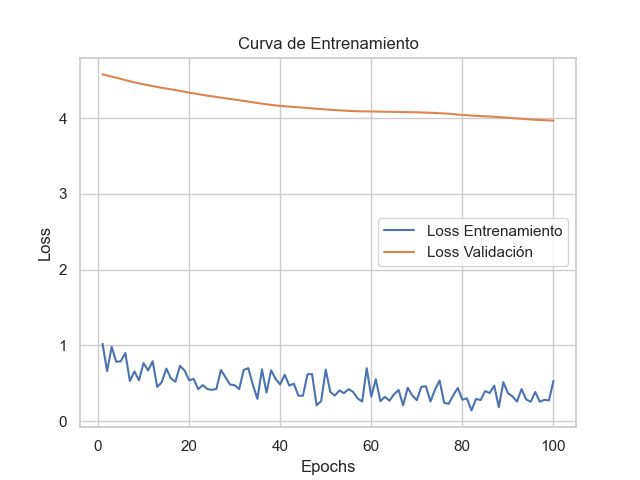 Curva de Entrenamiento
Loss
4
3
2
1
0
Loss Entrenamiento
Loss Validación
0 20 40 60 80 100
Epochs